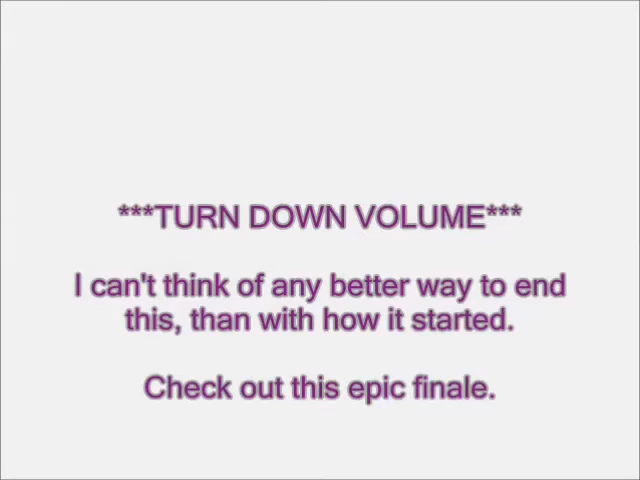 ***TURN DOWN VOLUME***
I can't think of any better way to end
this, than with how it started.
Check out this epic finale.